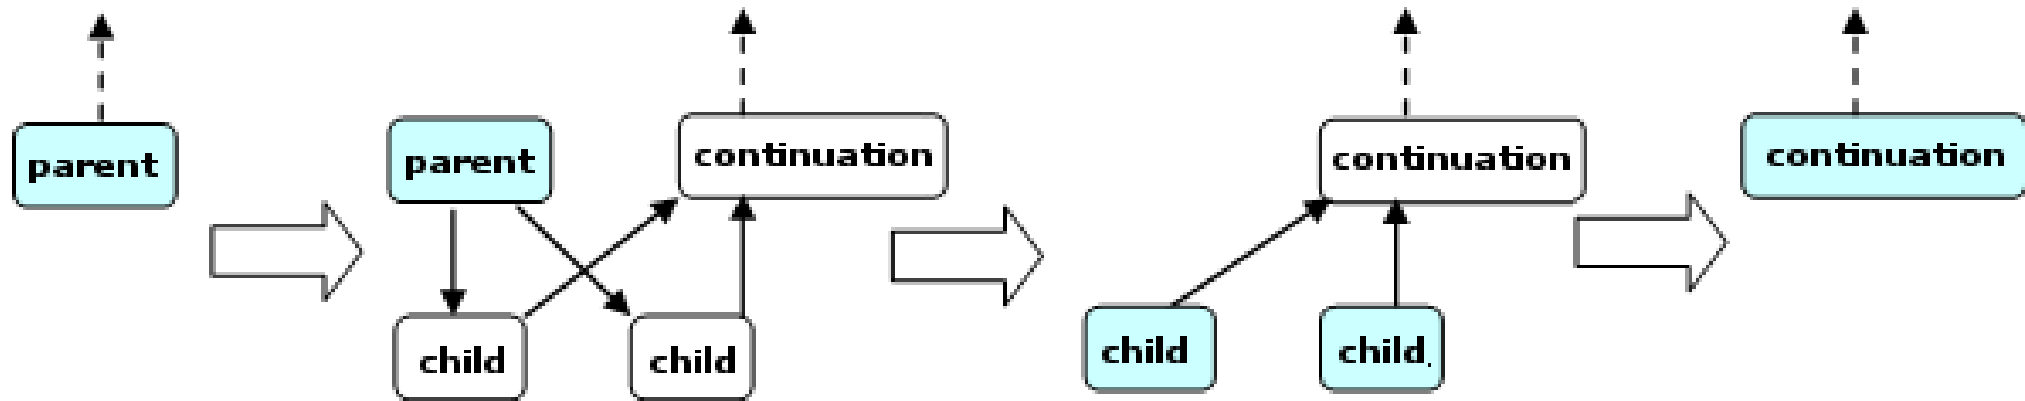 parent
parent
continuation
child
child
continuation
child
child.
continuation